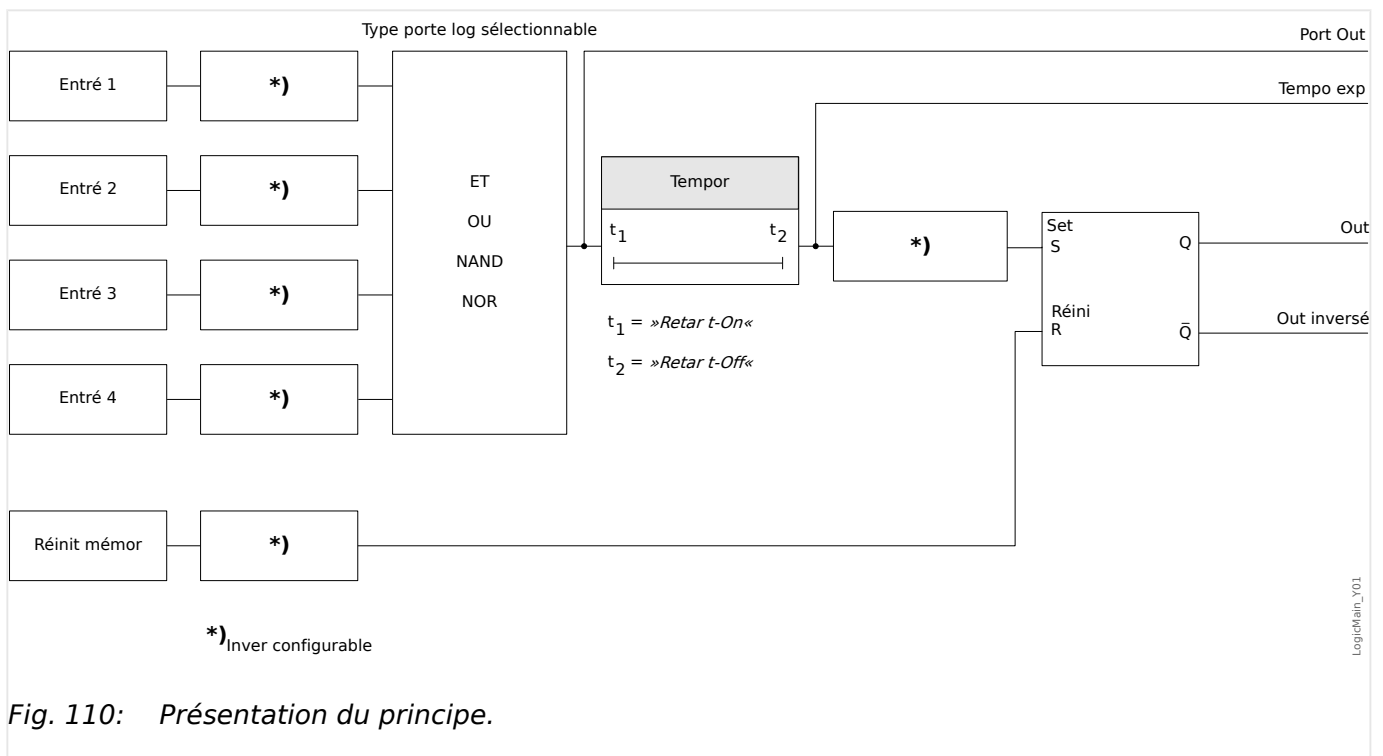 Type porte log sélectionnable
Port Out
Entré 1
*)
Tempo exp
Entré 2
*)
ET
OU
NAND
NOR
Tempor
t1
t2
*)
Set
S
Q
Out
Entré 3
*)
Réini
R
Q̅
Out inversé
t1 = »Retar t-On«
t2 = »Retar t-Off«
Entré 4
*)
Réinit mémor
*)
*) Inver configurable
LogicMain_Y01
Fig. 110: Présentation du principe.